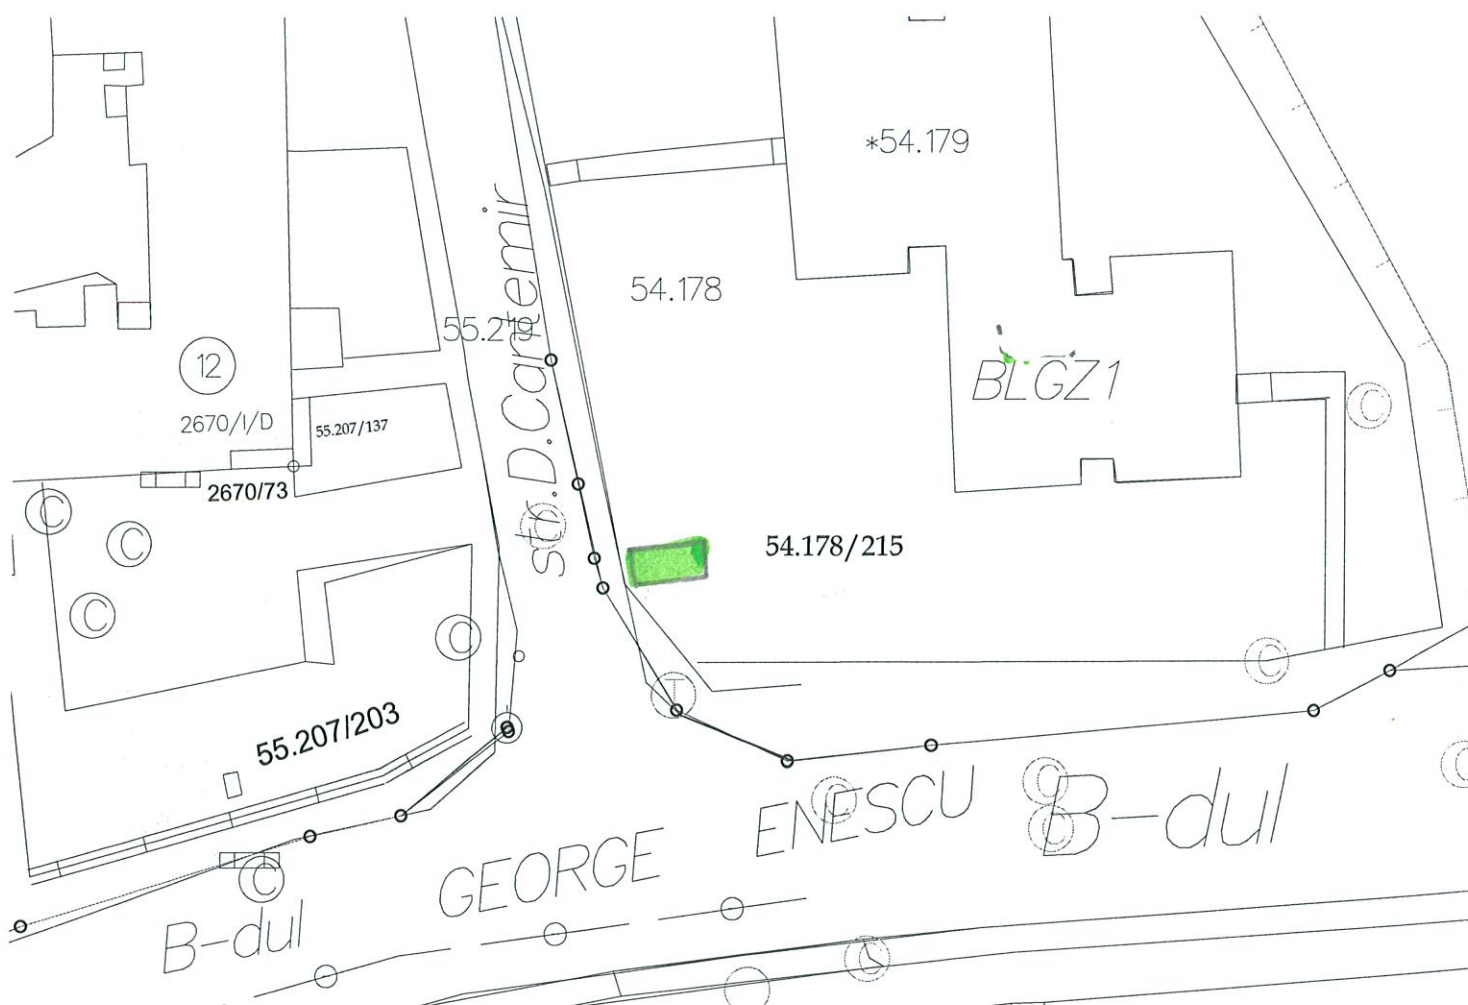 *54.179
54.178
str.D.Cantemir
55.219
12
BLGZ1
2670/I/D
55.207/137
2670/73
C
C
C
C
C
C
54.178/215
C
C
T
55.207/203
C
C
C
C
GEORGE
ENESCU
B-dul
C
B-dul
C